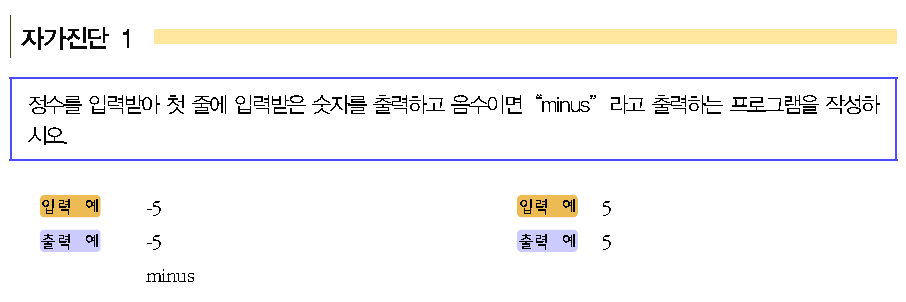 자가진단 1
정수를 입력받아 첫 줄에 입력받은 숫자를 출력하고 음수이면 “minus” 라고 출력하는 프로그램을 작성하
시오.
입력 예 -5 입력 예 5
출력 예 -5 출력 예 5
minus